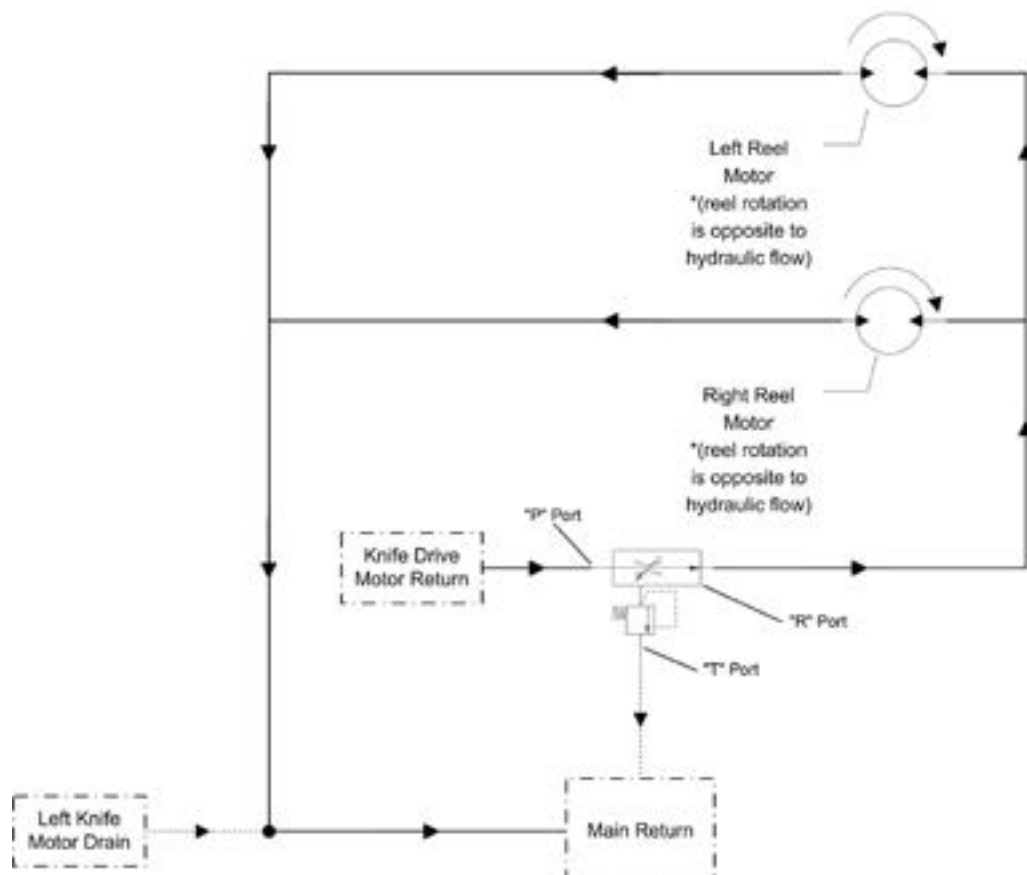 Left Reel
Motor
*(reel rotation
is opposite to
hydraulic flow)
Right Reel
Motor
*(reel rotation
is opposite to
hydraulic flow)
"P" Port
Knife Drive
Motor Return
"R" Port
"T" Port
Left Knife
Motor Drain
Main Return